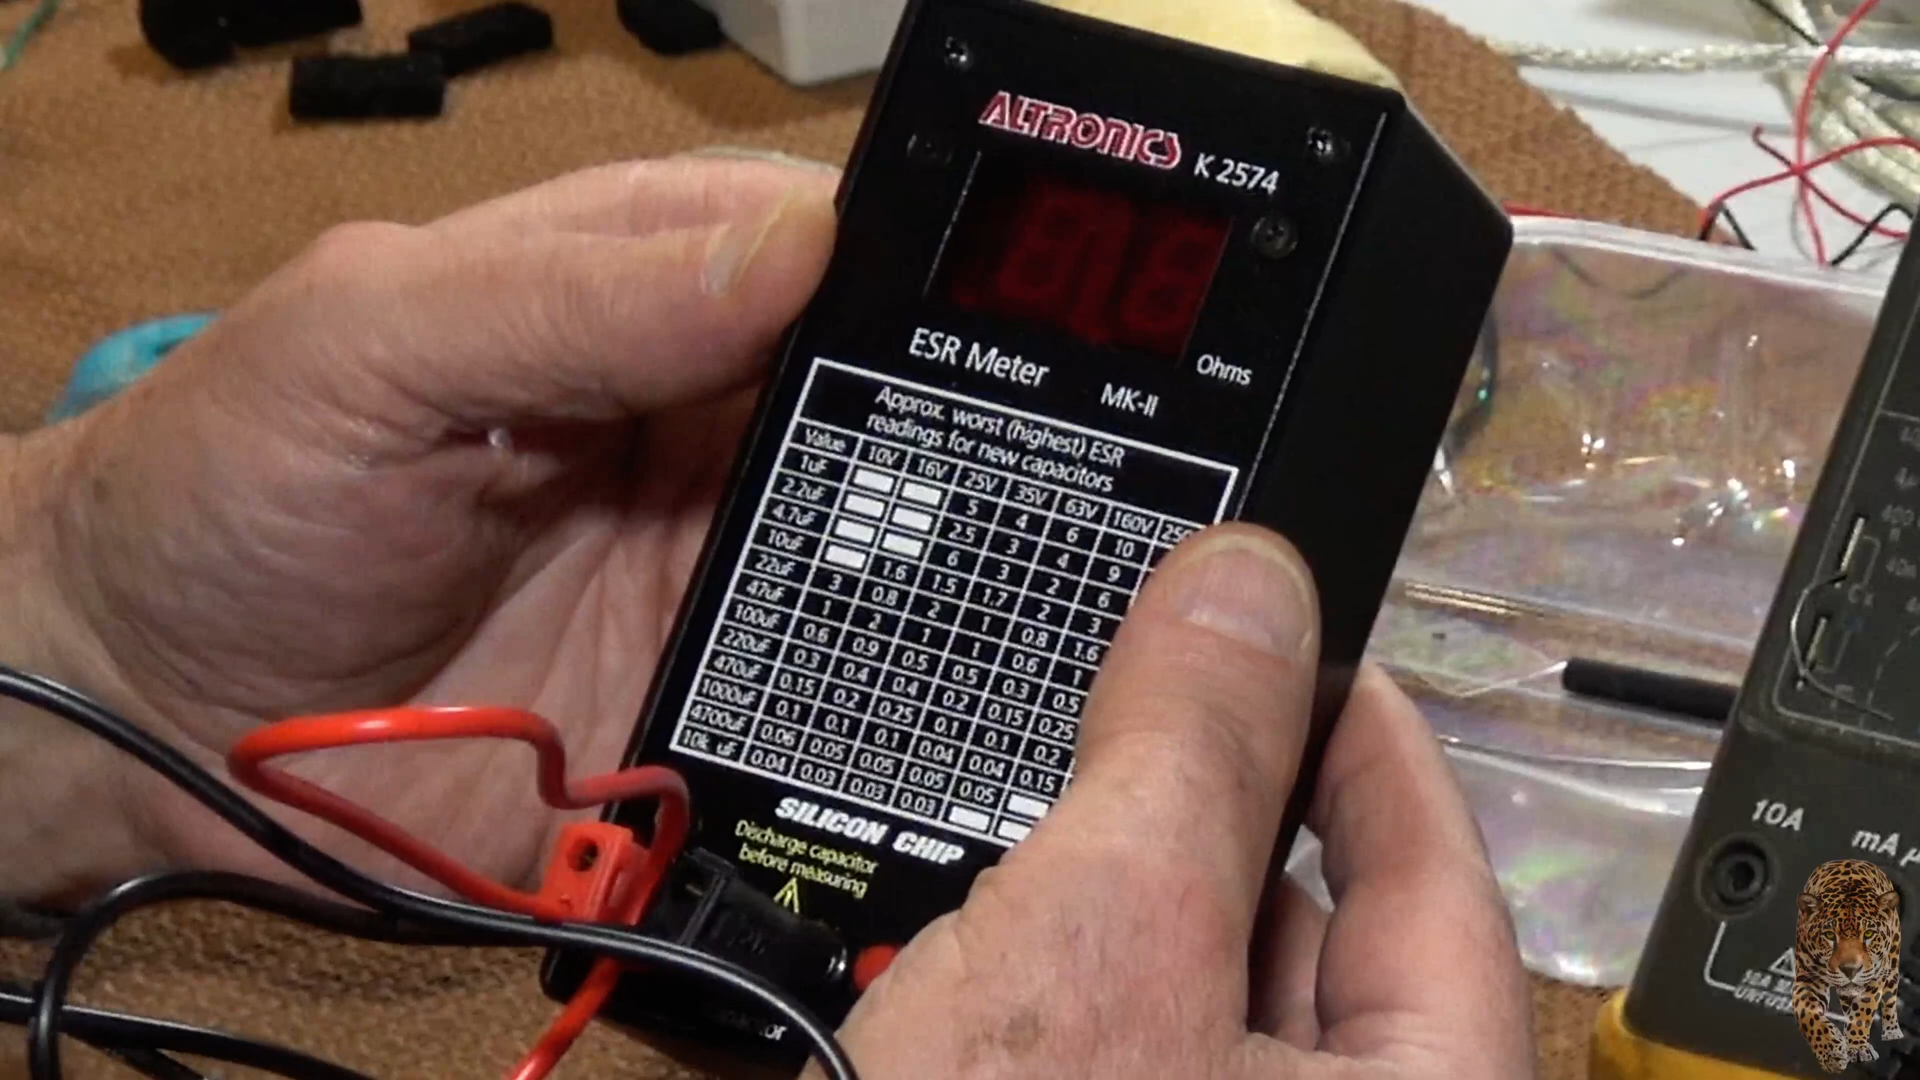 ALTRONICS K 2574
ESR Meter MK-II Ohms
Approx. worst (highest) ESR
readings for new capacitors
Value 10V 16V 25V 35V 63V 160V
1uF 5 4 6 10
2.2uF 2.5 3 4 9
4.7uF 6 3 2 6
10uF 1.6 1.5 1.7 2 3
22uF 3 0.8 2 1 0.8 1.6
47uF 1 2 1 1 0.6 1
100uF 0.6 0.9 0.5 0.5 0.3 0.5
220uF 0.3 0.4 0.4 0.2 0.15 0.25
470uF 0.15 0.2 0.25 0.1 0.1 0.2
1000uF 0.1 0.1 0.1 0.04 0.04 0.15
4700uF 0.06 0.05 0.05 0.05 0.05
10k uF 0.04 0.03 0.03 0.03
SILICON CHIP
Discharge capacitor
before measuring
10A
mA